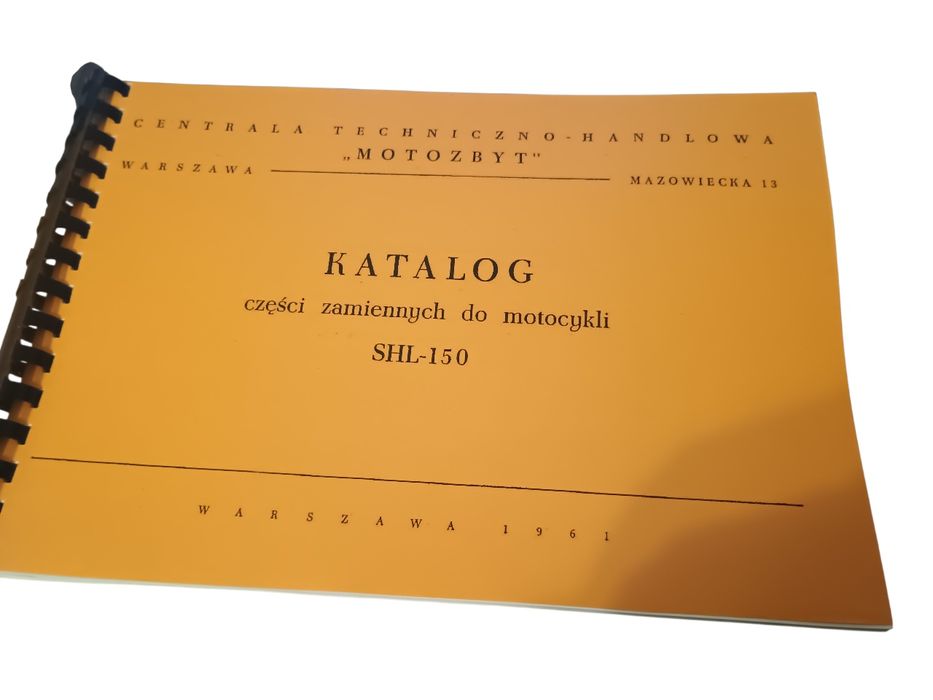 CENTRALA TECHNICZNO-HANDLOWA
„MOTOZBYT"
WARSZAWA MAZOWIECKA 13
KATALOG
części zamiennych do motocykli
SHL-150
WARSZAWA 1961